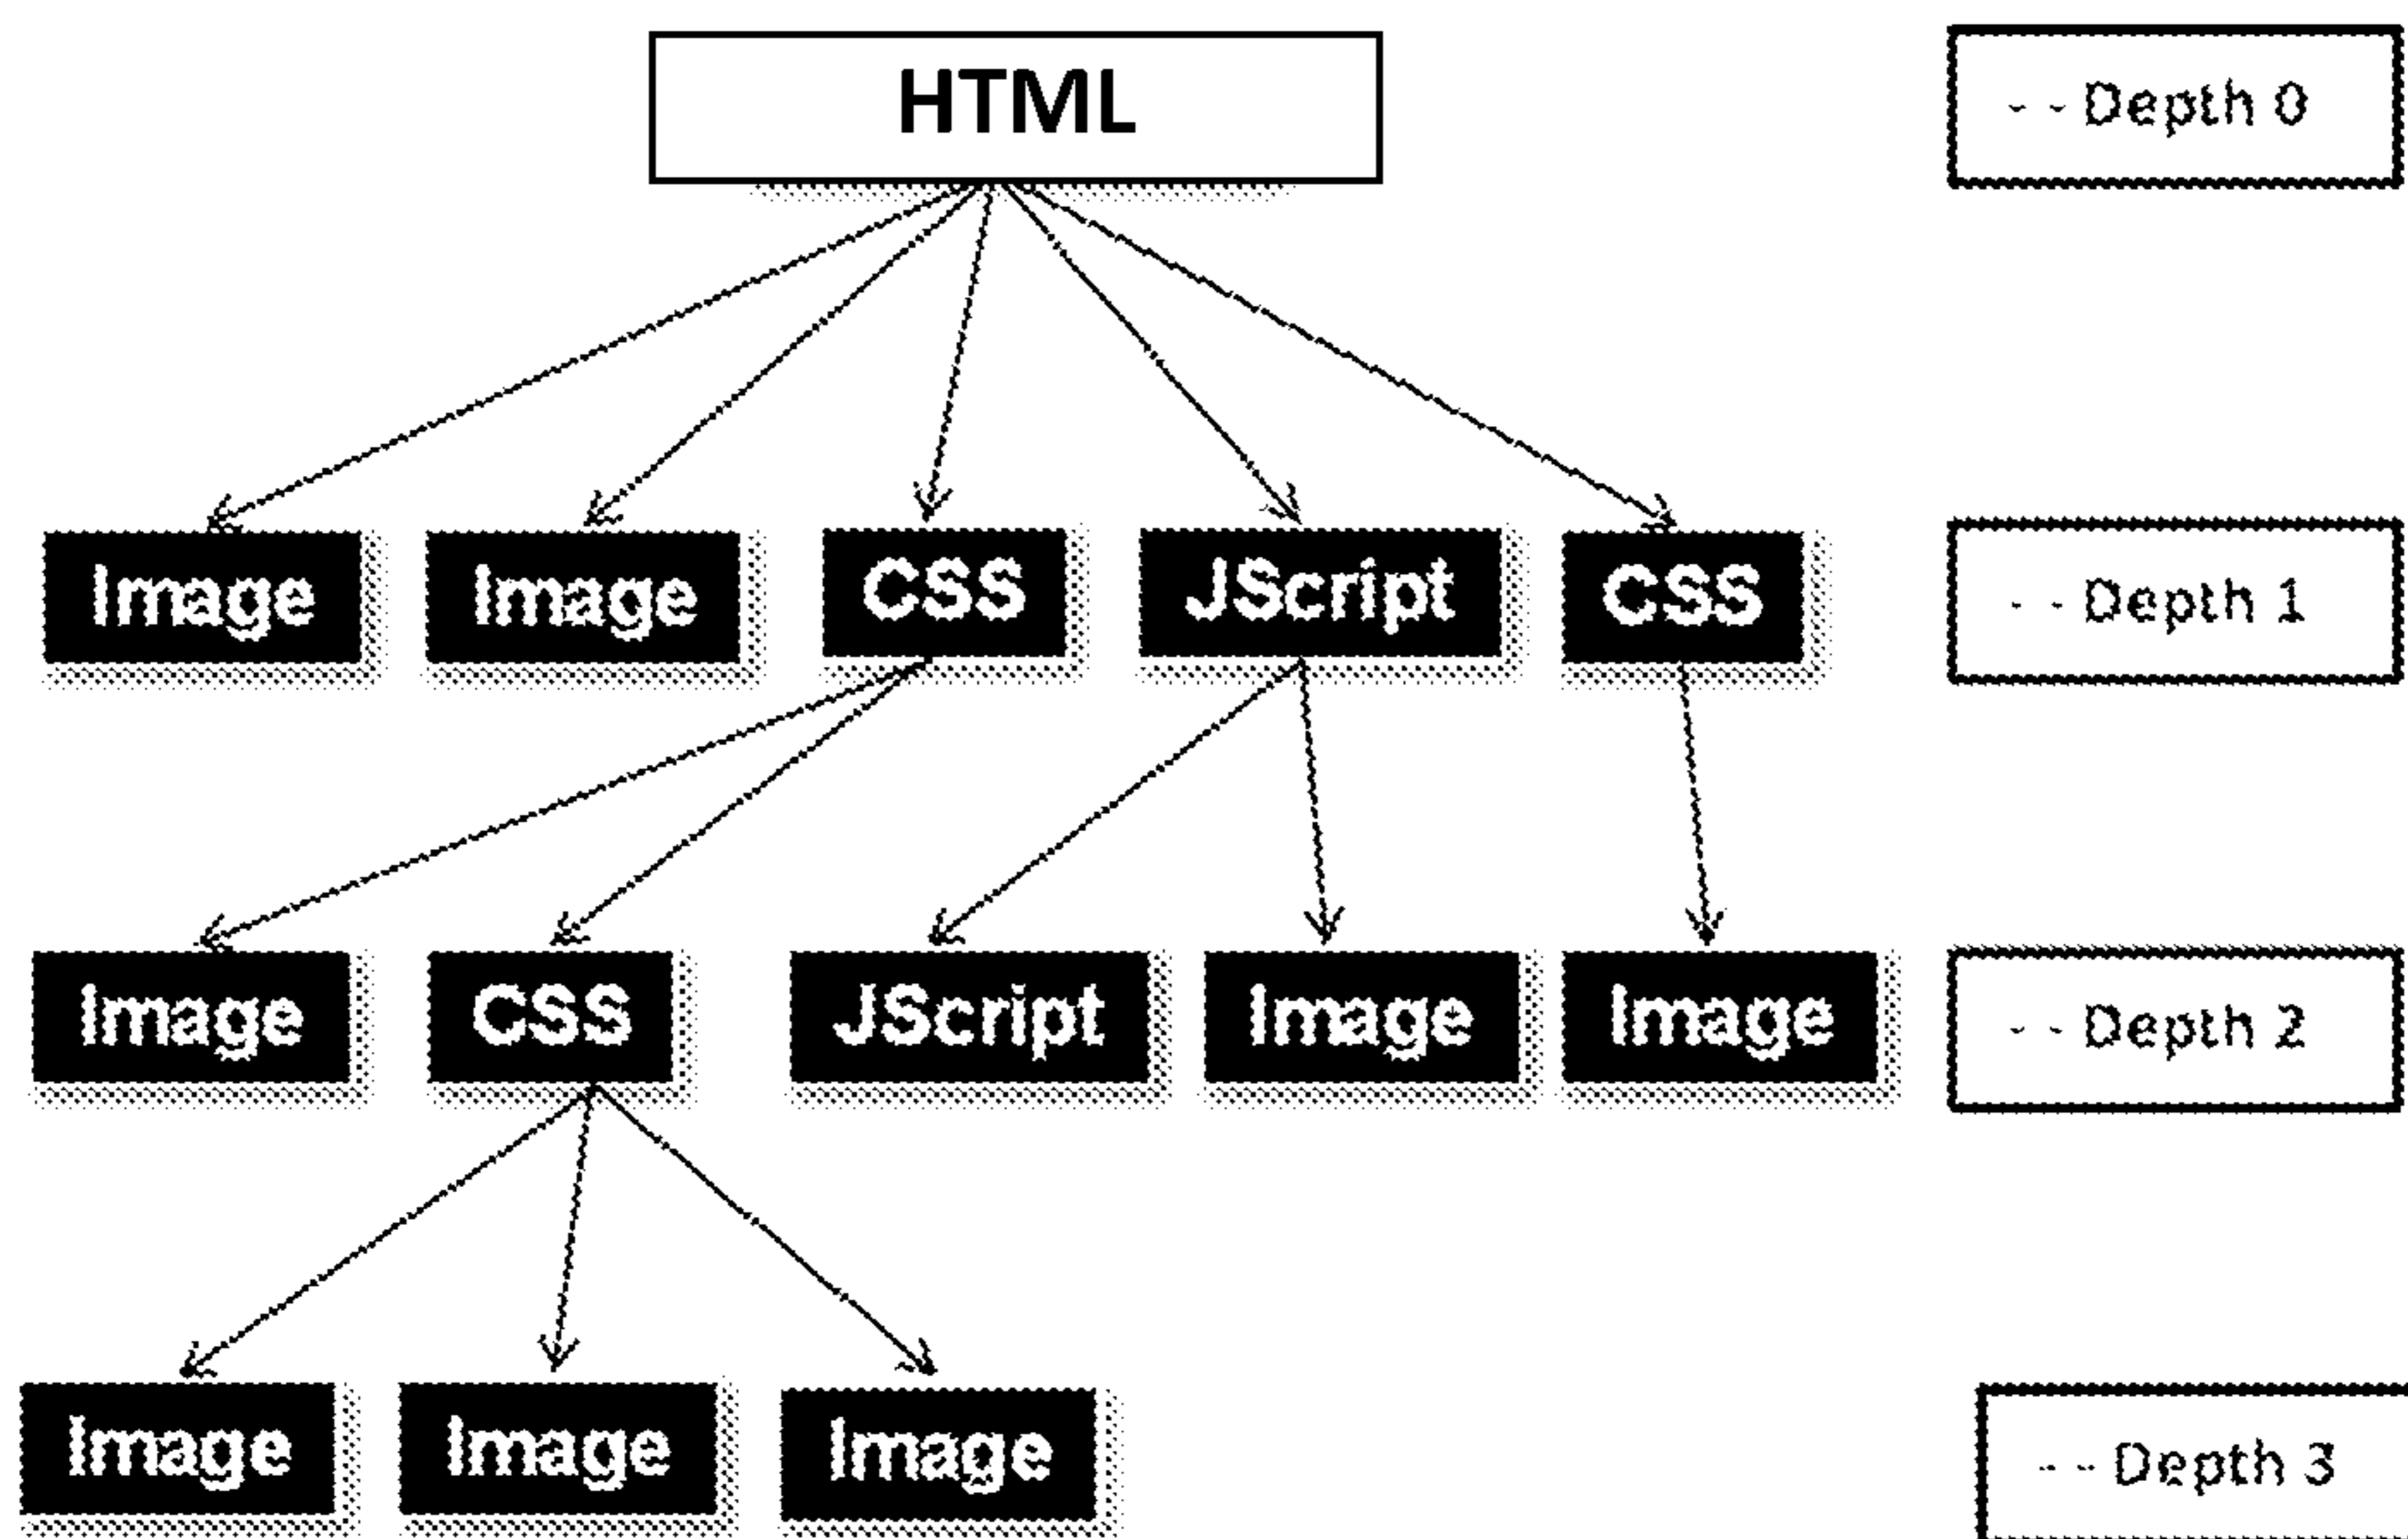 HTML - - Depth 0
Image Image CSS JScript CSS - - Depth 1
Image CSS JScript Image Image - - Depth 2
Image Image Image - - Depth 3